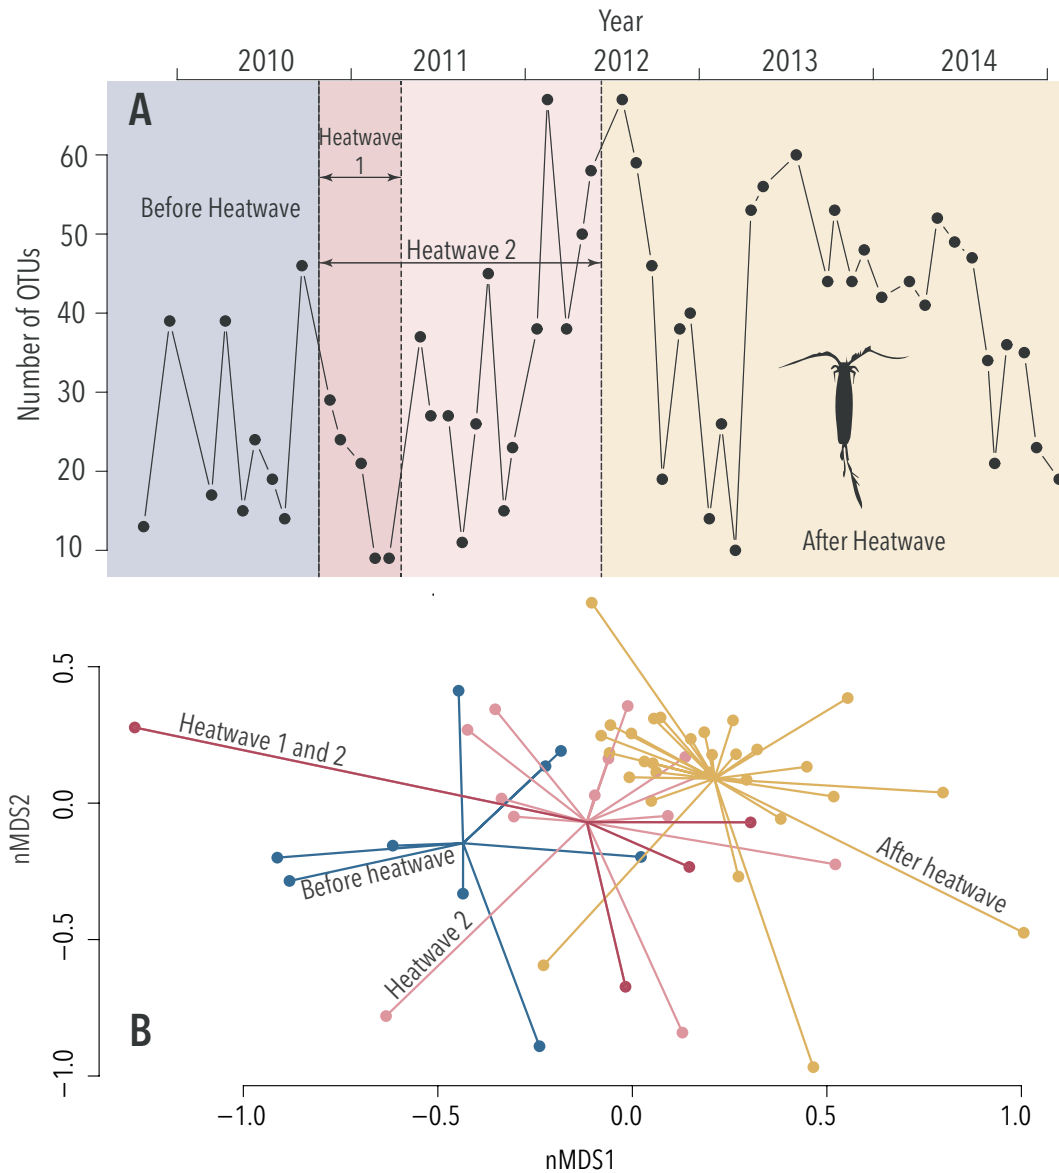 Year
2010 2011 2012 2013 2014
A
Heatwave
1
Before Heatwave
Heatwave 2
After Heatwave
Number of OTUs
60
50
40
30
20
10
B
Heatwave 1 and 2
Before heatwave
Heatwave 2
After heatwave
nMDS2
0.5
0.0
−0.5
−1.0
−1.0 −0.5 0.0 0.5 1.0
nMDS1